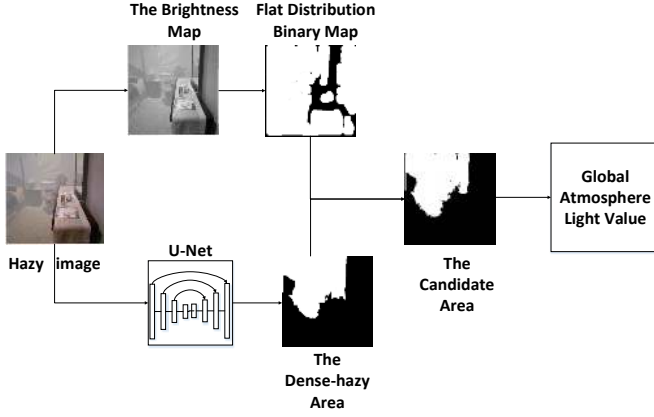 The Brightness
Map
Flat Distribution
Binary Map
Hazy image
U-Net
The
Dense-hazy
Area
The
Candidate
Area
Global
Atmosphere
Light Value